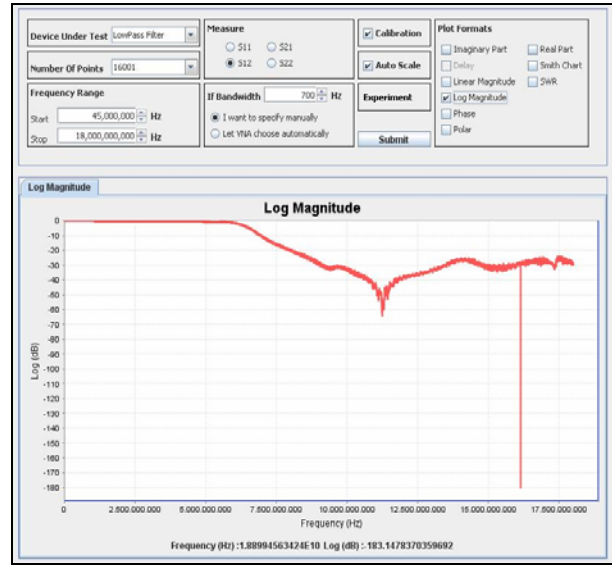 Device Under Test LowPass Filter
Number Of Points 16001
Frequency Range
Start 45,000,000 Hz
Stop 18,000,000,000 Hz
Measure
S11 S21
S12 S22
If Bandwidth 700 Hz
I want to specify manually
Let VNA choose automatically
Calibration
Auto Scale
Experiment
Submit
Plot Formats
Imaginary Part Real Part
Delay Smith Chart
Linear Magnitude SWR
Log Magnitude
Phase
Polar
Log Magnitude
Log Magnitude
Log (dB)
0
-10
-20
-30
-40
-50
-60
-70
-80
-90
-100
-110
-120
-130
-140
-150
-160
-170
-180
0 2.500.000.000 5.000.000.000 7.500.000.000 10.000.000.000 12.500.000.000 15.000.000.000 17.500.000.000
Frequency (Hz)
Frequency (Hz) :1.88994563424E10 Log (dB) :-183.1478370359692